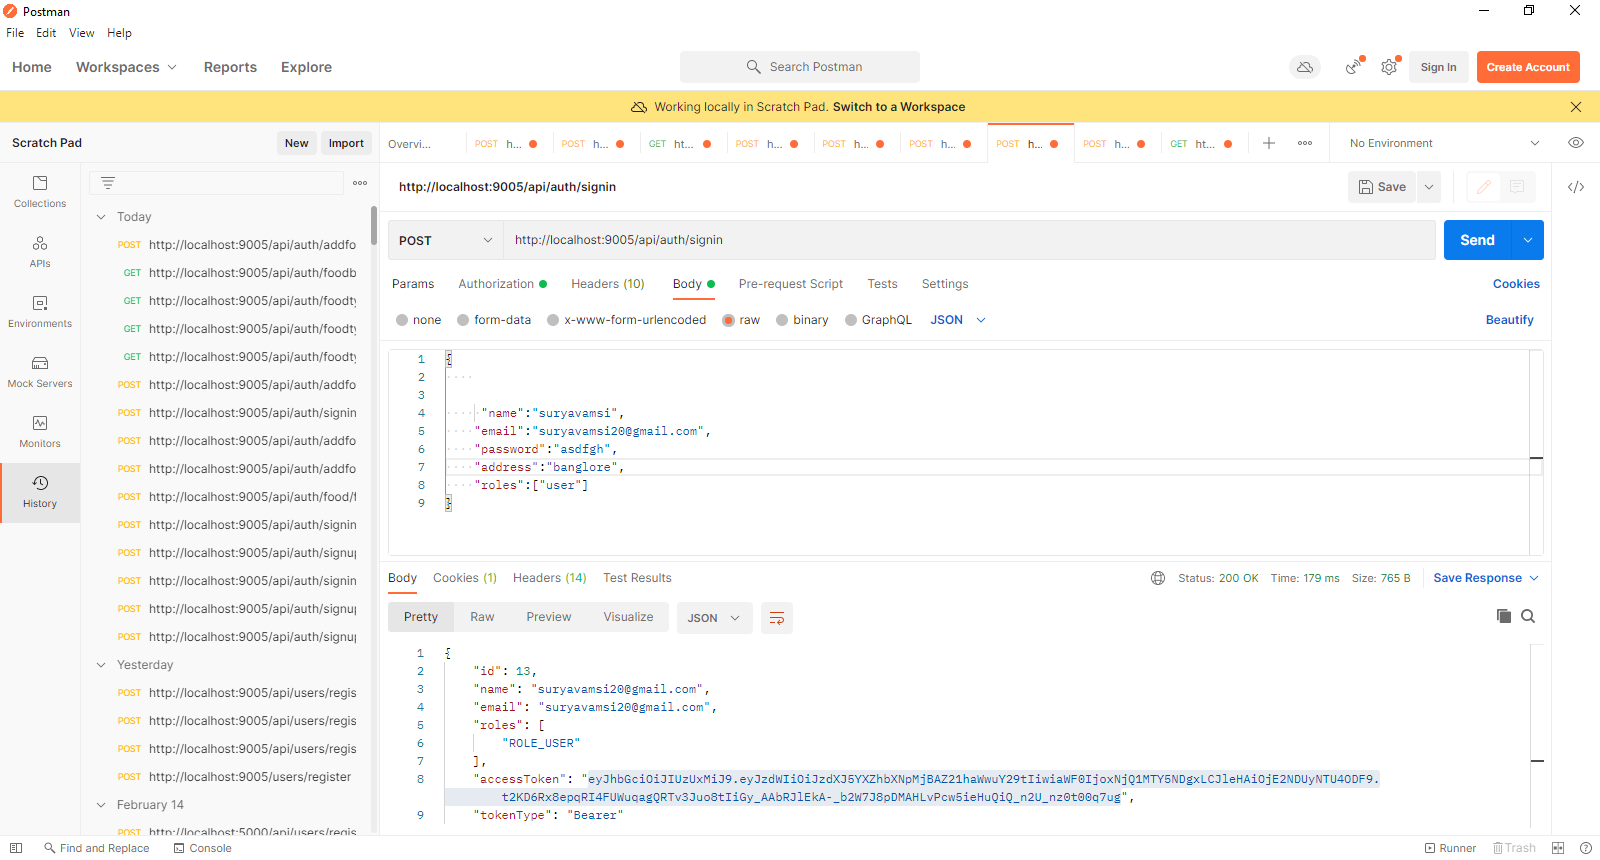 Postman
File Edit View Help
Home Workspaces Reports Explore Search Postman Sign In Create Account
Working locally in Scratch Pad. Switch to a Workspace
Scratch Pad New Import
Overvi... POST h... POST h... GET ht... POST h... POST h... POST h... POST h... POST h... GET ht... No Environment
Collections
APIs
Environments
Mock Servers
Monitors
History
Today
POST http://localhost:9005/api/auth/addfo
GET http://localhost:9005/api/auth/foodb
GET http://localhost:9005/api/auth/foodty
GET http://localhost:9005/api/auth/foodty
GET http://localhost:9005/api/auth/foodty
POST http://localhost:9005/api/auth/addfo
POST http://localhost:9005/api/auth/signin
POST http://localhost:9005/api/auth/addfo
POST http://localhost:9005/api/auth/addfo
POST http://localhost:9005/api/auth/food/f
POST http://localhost:9005/api/auth/signin
POST http://localhost:9005/api/auth/signup
POST http://localhost:9005/api/auth/signin
POST http://localhost:9005/api/auth/signup
POST http://localhost:9005/api/auth/signup
Yesterday
POST http://localhost:9005/api/users/regis
POST http://localhost:9005/api/users/regis
POST http://localhost:9005/api/users/regis
POST http://localhost:9005/users/register
February 14
POST http://localhost:5000/api/users/regis
http://localhost:9005/api/auth/signin Save
POST http://localhost:9005/api/auth/signin Send
Params Authorization Headers (10) Body Pre-request Script Tests Settings Cookies
none form-data x-www-form-urlencoded raw binary GraphQL JSON Beautify
1 {
2
3
4 "name":"suryavamsi",
5 "email":"suryavamsi20@gmail.com",
6 "password":"asdfgh",
7 "address":"banglore",
8 "roles":["user"]
9 }
Body Cookies (1) Headers (14) Test Results Status: 200 OK Time: 179 ms Size: 765 B Save Response
Pretty Raw Preview Visualize JSON
1 {
2 "id": 13,
3 "name": "suryavamsi20@gmail.com",
4 "email": "suryavamsi20@gmail.com",
5 "roles": [
6 "ROLE_USER"
7 ],
8 "accessToken": "eyJhbGciOiJIUzUxMiJ9.eyJzdWIiOiJzdXJ5YXZhbXNpMjBAZ21haWwuY29tIiwiaWF0IjoxNjQ1MTY5NDgxLCJleHAiOjE2NDUyNTU4ODF9.
t2KD6Rx8epqRI4FUWuqagQRTv3Juo8tIiGy_AAbRJlEkA-_b2W7J8pDMAHLvPcw5ieHuQiQ_n2U_nz0t00q7ug",
9 "tokenType": "Bearer"
Find and Replace Console Runner Trash